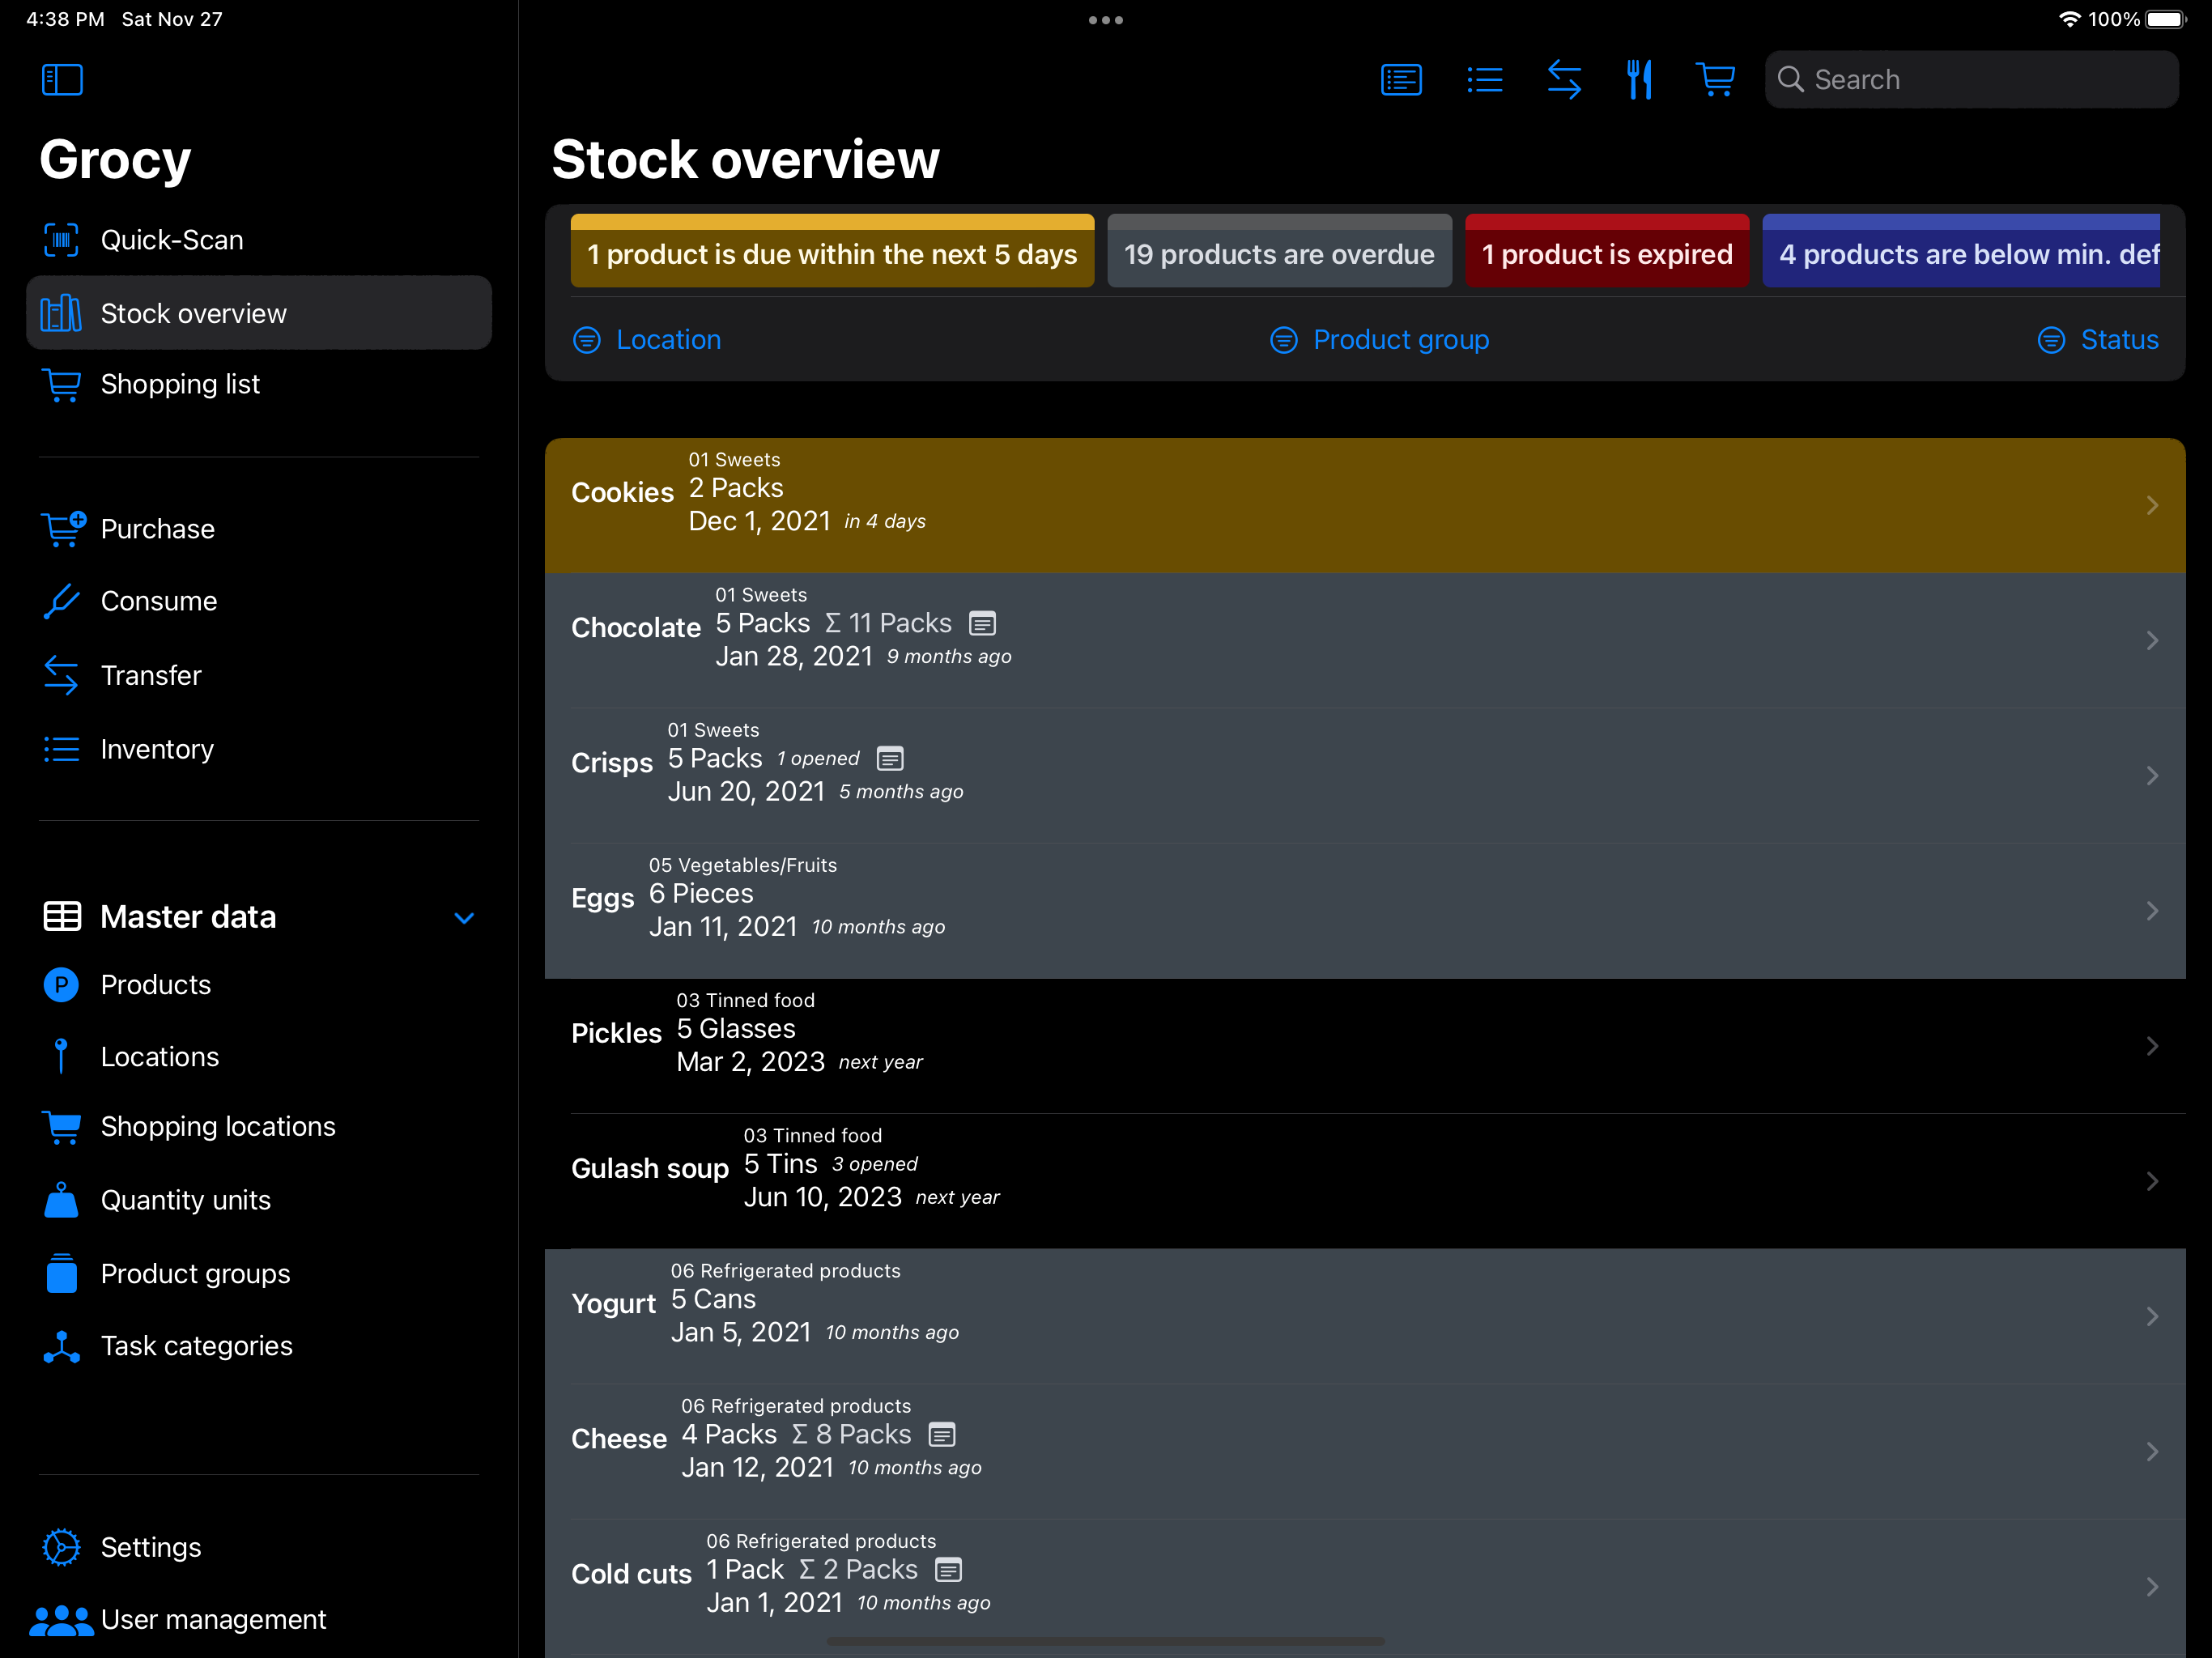 4:38 PM Sat Nov 27
100%
Grocy
Quick-Scan
Stock overview
Shopping list
Purchase
Consume
Transfer
Inventory
Master data
P
Products
Locations
Shopping locations
Quantity units
Product groups
Task categories
Settings
User management
Search
Stock overview
1 product is due within the next 5 days
19 products are overdue
1 product is expired
4 products are below min. def
Location
Product group
Status
Cookies
01 Sweets
2 Packs
Dec 1, 2021 in 4 days
Chocolate
01 Sweets
5 Packs Σ 11 Packs
Jan 28, 2021 9 months ago
Crisps
01 Sweets
5 Packs 1 opened
Jun 20, 2021 5 months ago
Eggs
05 Vegetables/Fruits
6 Pieces
Jan 11, 2021 10 months ago
Pickles
03 Tinned food
5 Glasses
Mar 2, 2023 next year
Gulash soup
03 Tinned food
5 Tins 3 opened
Jun 10, 2023 next year
Yogurt
06 Refrigerated products
5 Cans
Jan 5, 2021 10 months ago
Cheese
06 Refrigerated products
4 Packs Σ 8 Packs
Jan 12, 2021 10 months ago
Cold cuts
06 Refrigerated products
1 Pack Σ 2 Packs
Jan 1, 2021 10 months ago